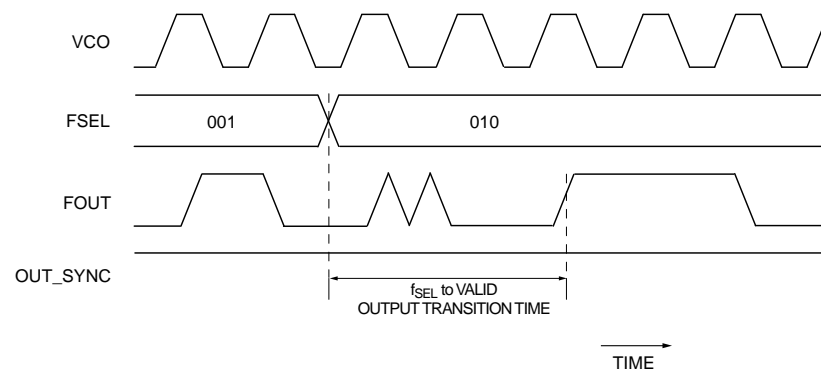 VCO
FSEL
001
010
FOUT
OUT_SYNC
fSEL to VALID
OUTPUT TRANSITION TIME
TIME